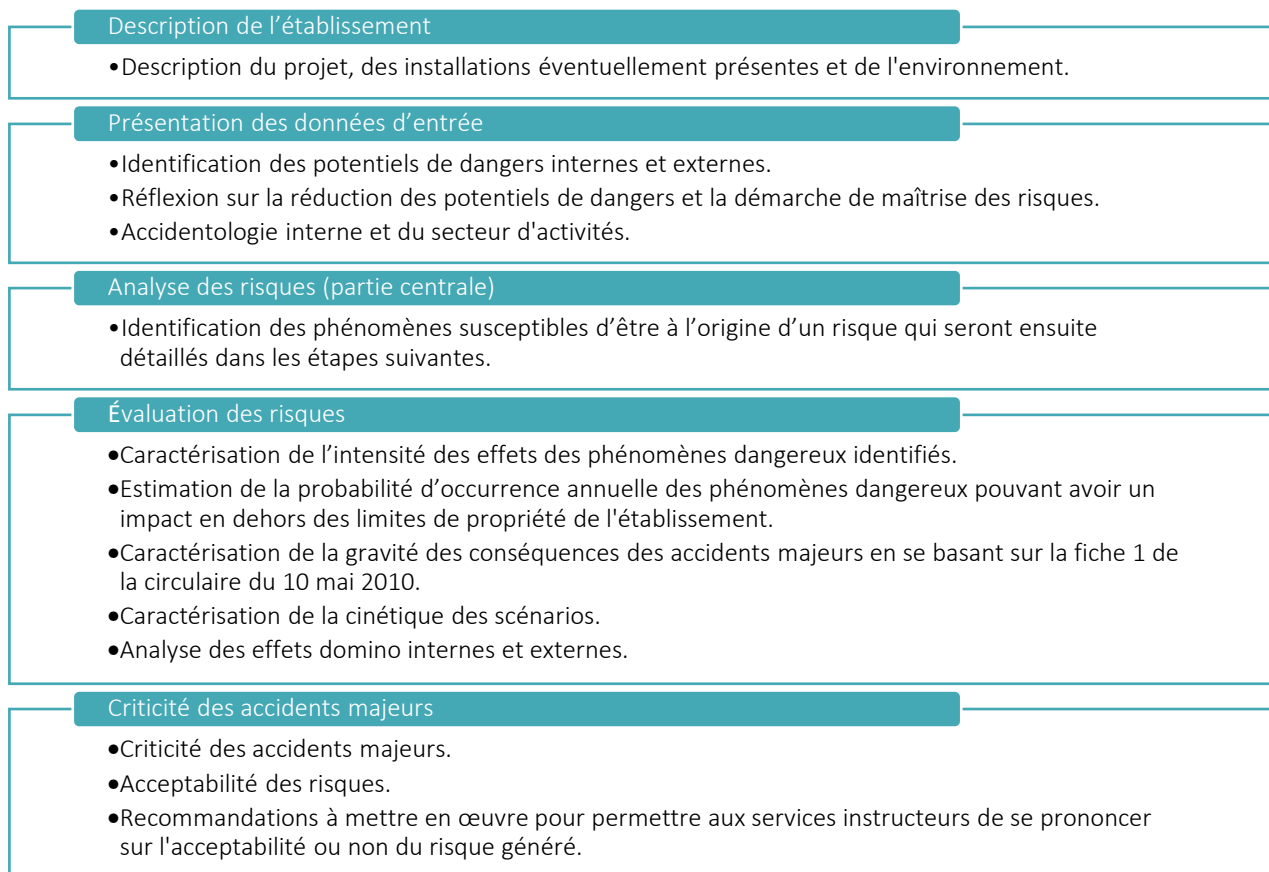 Description de l’établissement
•Description du projet, des installations éventuellement présentes et de l'environnement.
Présentation des données d’entrée
•Identification des potentiels de dangers internes et externes.
•Réflexion sur la réduction des potentiels de dangers et la démarche de maîtrise des risques.
•Accidentologie interne et du secteur d'activités.
Analyse des risques (partie centrale)
•Identification des phénomènes susceptibles d’être à l’origine d’un risque qui seront ensuite
détaillés dans les étapes suivantes.
Évaluation des risques
•Caractérisation de l’intensité des effets des phénomènes dangereux identifiés.
•Estimation de la probabilité d’occurrence annuelle des phénomènes dangereux pouvant avoir un
impact en dehors des limites de propriété de l'établissement.
•Caractérisation de la gravité des conséquences des accidents majeurs en se basant sur la fiche 1 de
la circulaire du 10 mai 2010.
•Caractérisation de la cinétique des scénarios.
•Analyse des effets domino internes et externes.
Criticité des accidents majeurs
•Criticité des accidents majeurs.
•Acceptabilité des risques.
•Recommandations à mettre en œuvre pour permettre aux services instructeurs de se prononcer
sur l'acceptabilité ou non du risque généré.